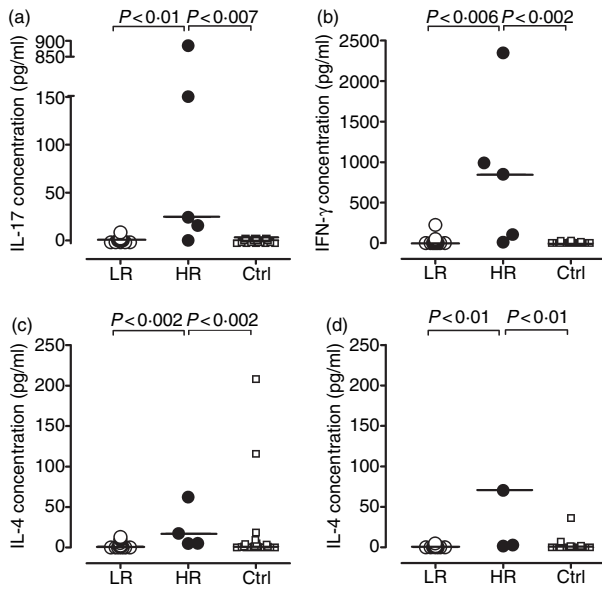 (a)
P < 0·01 P < 0·007
900
850
150
100
50
0
IL-17 concentration (pg/ml)
LR HR Ctrl
(b)
P < 0·006 P < 0·002
2500
2000
1500
1000
500
0
IFN-γ concentration (pg/ml)
LR HR Ctrl
(c)
P < 0·002 P < 0·002
250
200
150
100
50
0
IL-4 concentration (pg/ml)
LR HR Ctrl
(d)
P < 0·01 P < 0·01
250
200
150
100
50
0
IL-4 concentration (pg/ml)
LR HR Ctrl